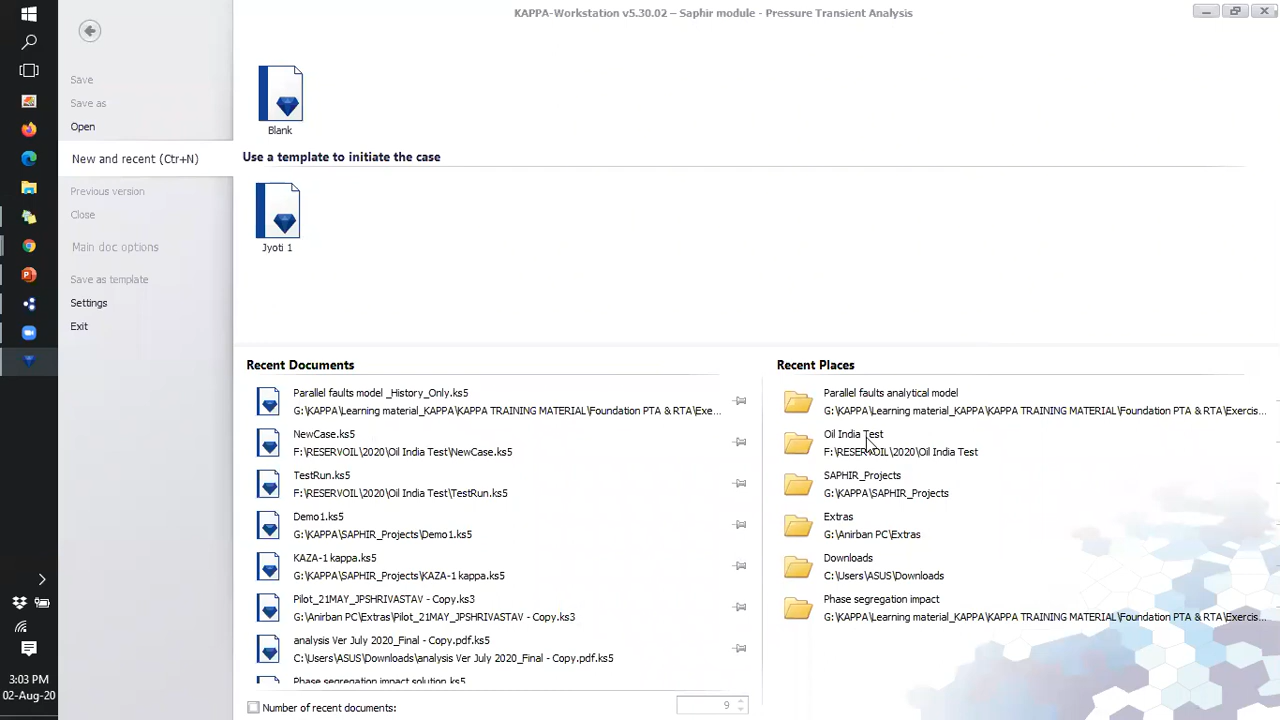 KAPPA-Workstation v5.30.02 – Saphir module - Pressure Transient Analysis
Save
Save as
Open
New and recent (Ctr+N)
Previous version
Close
Main doc options
Save as template
Settings
Exit
Blank
Use a template to initiate the case
Jyoti 1
Recent Documents
Parallel faults model _History_Only.ks5
G:\KAPPA\Learning material_KAPPA\KAPPA TRAINING MATERIAL\Foundation PTA & RTA\Exe...
NewCase.ks5
F:\RESERVOIL\2020\Oil India Test\NewCase.ks5
TestRun.ks5
F:\RESERVOIL\2020\Oil India Test\TestRun.ks5
Demo1.ks5
G:\KAPPA\SAPHIR_Projects\Demo1.ks5
KAZA-1 kappa.ks5
G:\KAPPA\SAPHIR_Projects\KAZA-1 kappa.ks5
Pilot_21MAY_JPSHRIVASTAV - Copy.ks3
G:\Anirban PC\Extras\Pilot_21MAY_JPSHRIVASTAV - Copy.ks3
analysis Ver July 2020_Final - Copy.pdf.ks5
C:\Users\ASUS\Downloads\analysis Ver July 2020_Final - Copy.pdf.ks5
Phase segregation impact solution.ks5
Number of recent documents:
9
Recent Places
Parallel faults analytical model
G:\KAPPA\Learning material_KAPPA\KAPPA TRAINING MATERIAL\Foundation PTA & RTA\Exercis...
Oil India Test
F:\RESERVOIL\2020\Oil India Test
SAPHIR_Projects
G:\KAPPA\SAPHIR_Projects
Extras
G:\Anirban PC\Extras
Downloads
C:\Users\ASUS\Downloads
Phase segregation impact
G:\KAPPA\Learning material_KAPPA\KAPPA TRAINING MATERIAL\Foundation PTA & RTA\Exercis...
3:03 PM
02-Aug-20